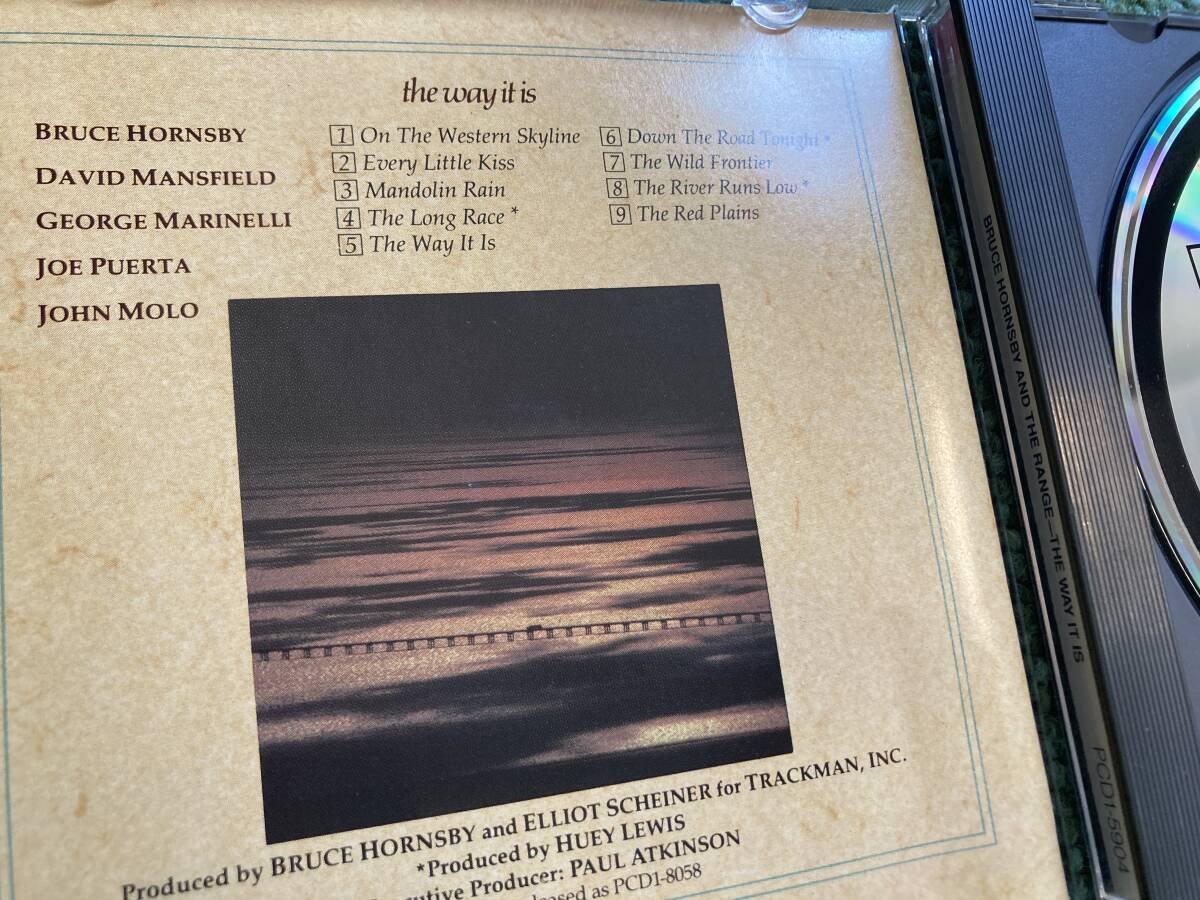 the way it is
BRUCE HORNSBY
DAVID MANSFIELD
GEORGE MARINELLI
JOE PUERTA
JOHN MOLO
1 On The Western Skyline
2 Every Little Kiss
3 Mandolin Rain
4 The Long Race *
5 The Way It Is
6 Down The Road Tonight *
7 The Wild Frontier
8 The River Runs Low *
9 The Red Plains
Produced by BRUCE HORNSBY and ELLIOT SCHEINER for TRACKMAN, INC.
*Produced by HUEY LEWIS
Producer: PAUL ATKINSON
as PCD1-8058
BRUCE HORNSBY AND THE RANGE—THE WAY IT IS
PCD1-5904